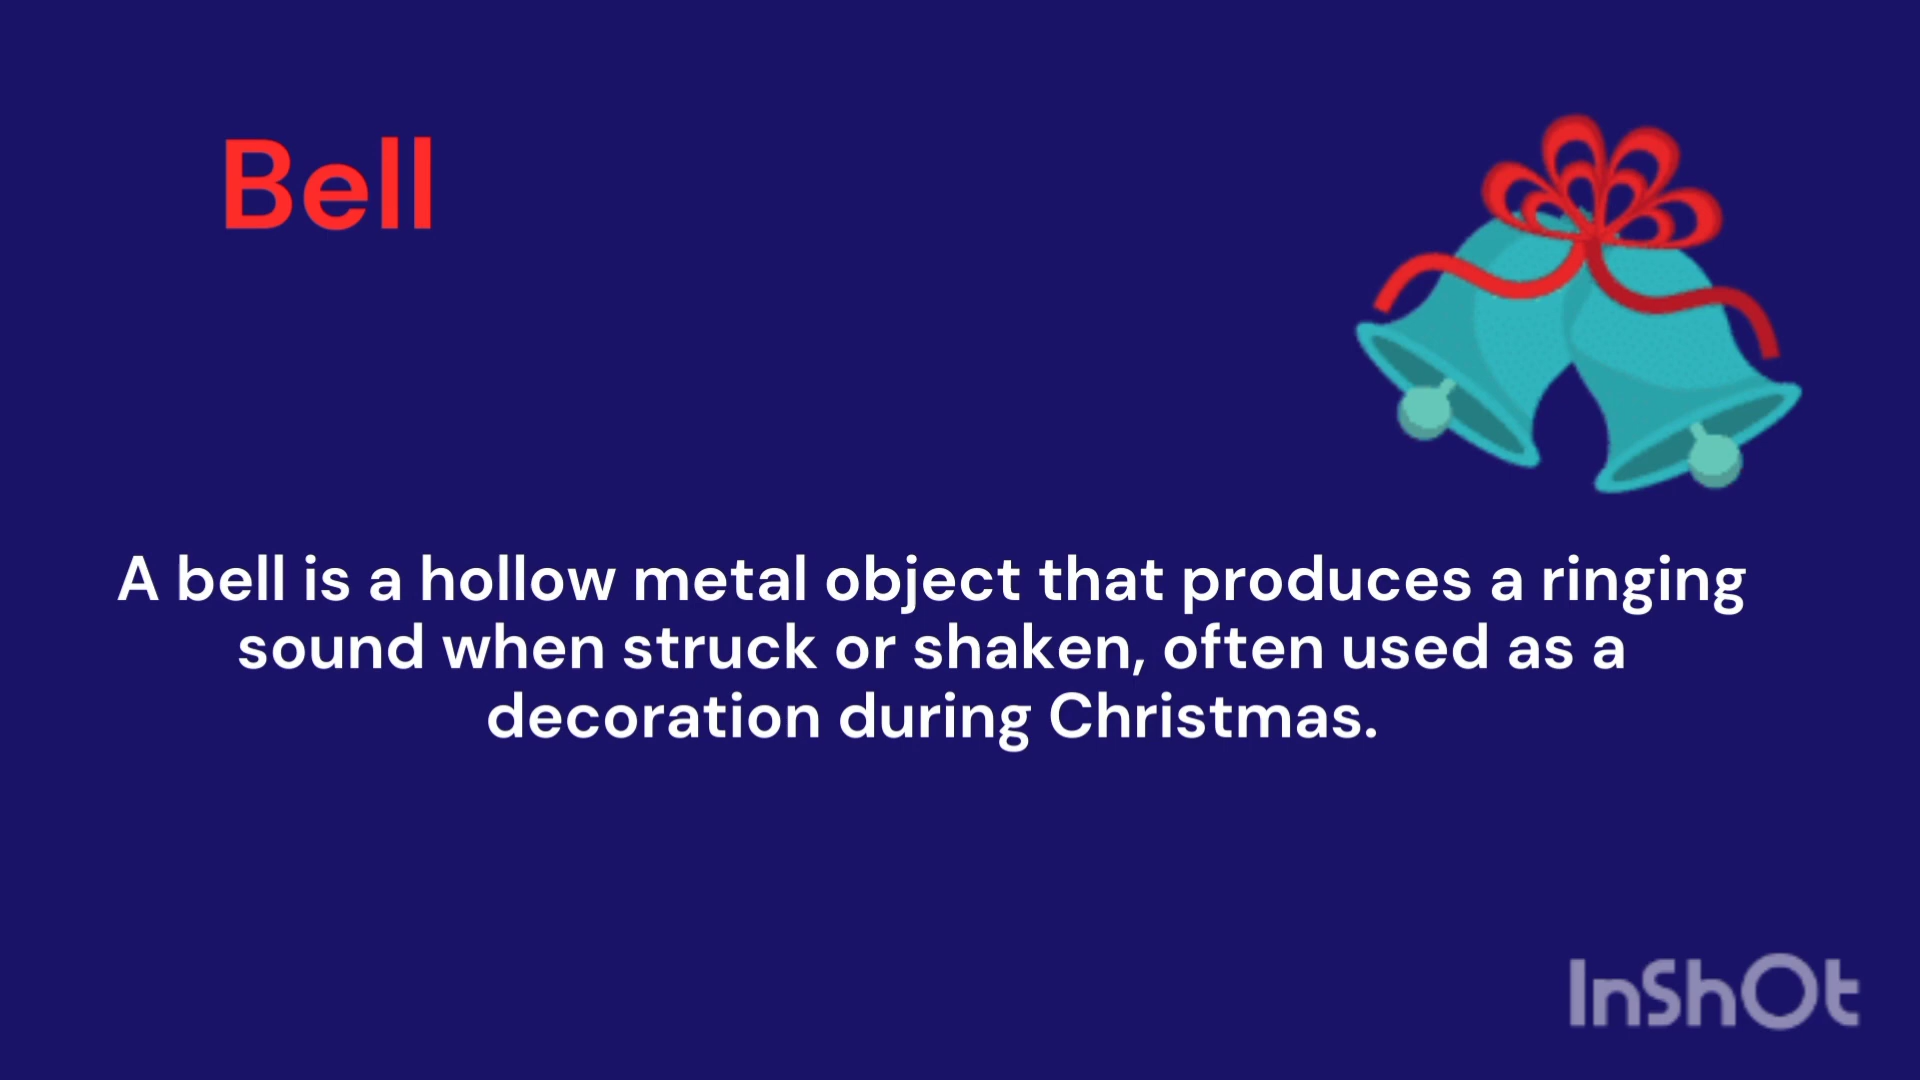 Bell
A bell is a hollow metal object that produces a ringing
sound when struck or shaken, often used as a
decoration during Christmas.
InShOt